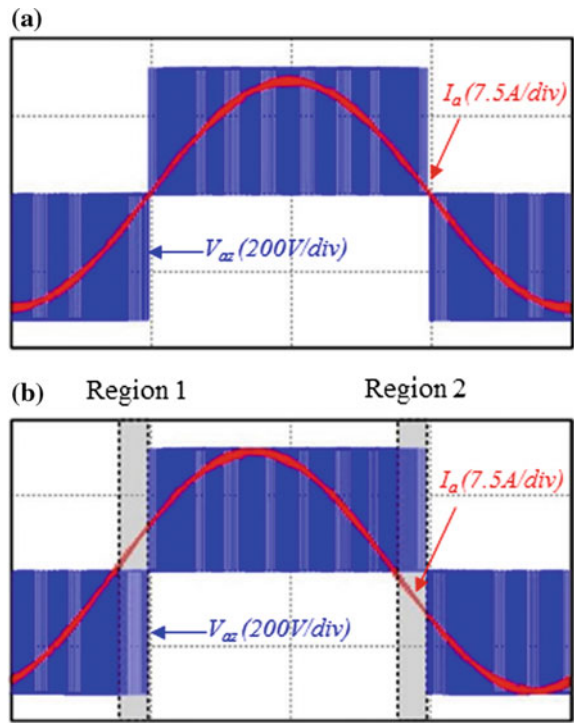 (a)
Ia (7.5A/div)
Vaz (200V/div)
(b)
Region 1
Region 2
Ia (7.5A/div)
Vaz (200V/div)